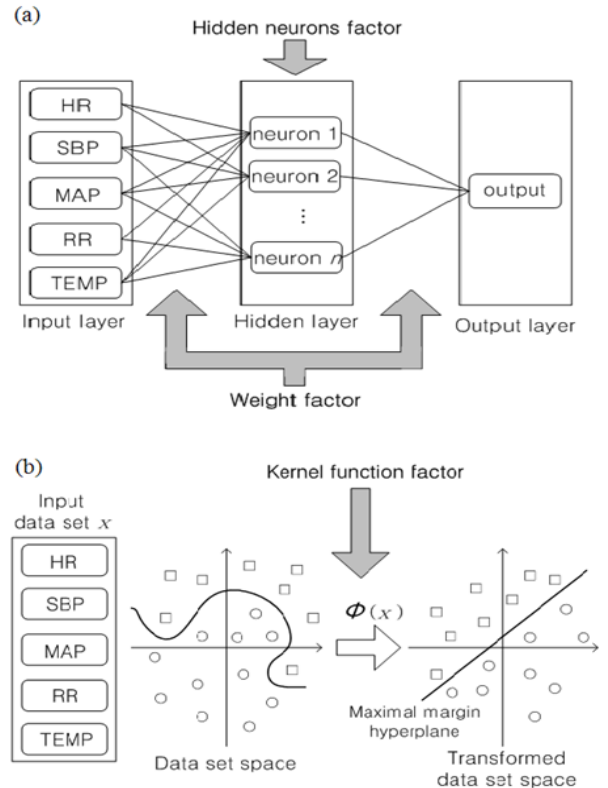 (a)
Hidden neurons factor
HR
SBP
MAP
RR
TEMP
neuron 1
neuron 2
⋮
neuron n
output
Input layer
Hidden layer
Output layer
Weight factor
(b)
Kernel function factor
Input
data set x
HR
SBP
MAP
RR
TEMP
Φ(x)
Maximal margin
hyperplane
Data set space
Transformed
data set space